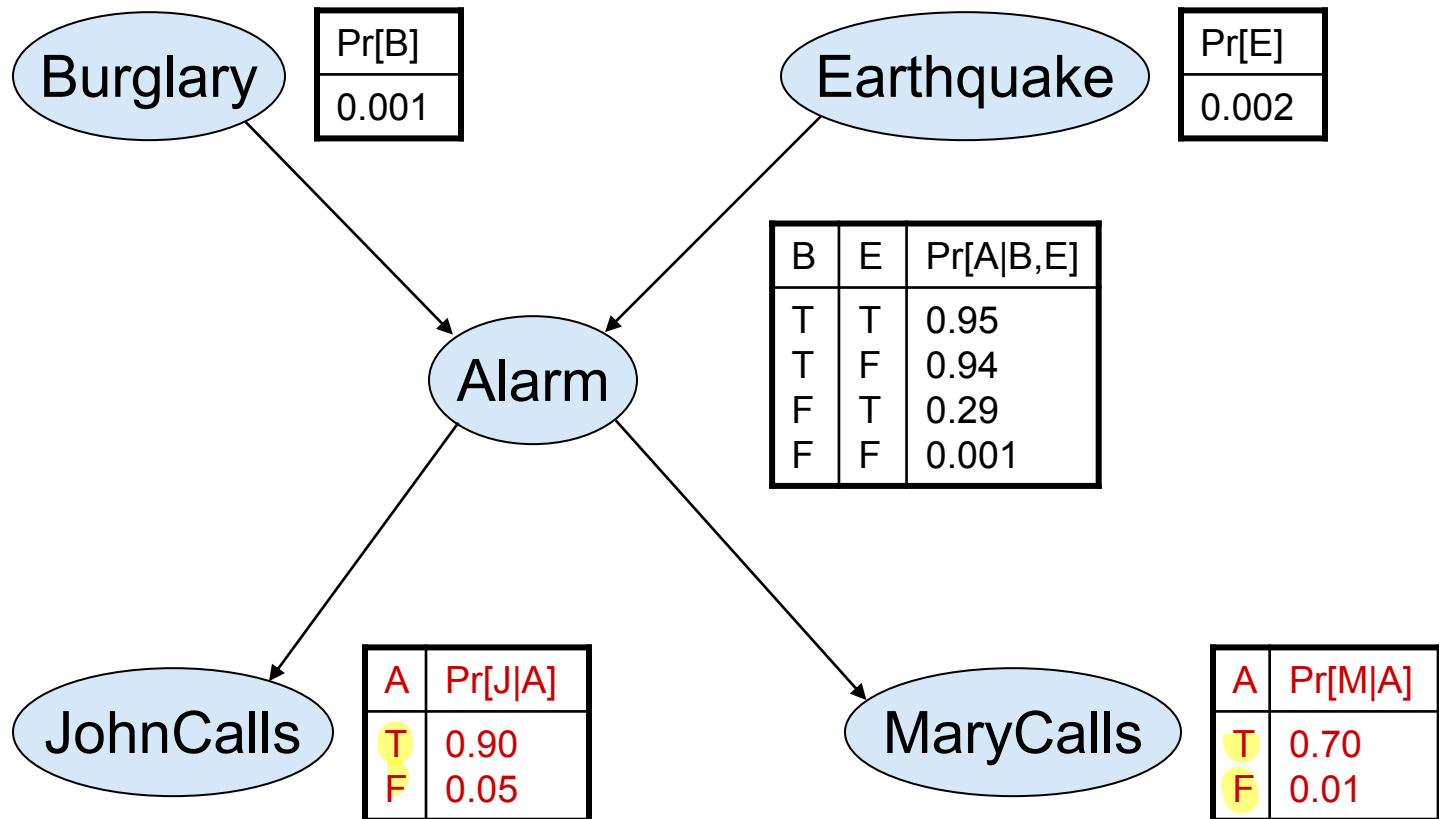 Burglary
Pr[B]
0.001
Earthquake
Pr[E]
0.002
B E Pr[A|B,E]
T T 0.95
T F 0.94
F T 0.29
F F 0.001
Alarm
JohnCalls
A Pr[J|A]
T 0.90
F 0.05
MaryCalls
A Pr[M|A]
T 0.70
F 0.01